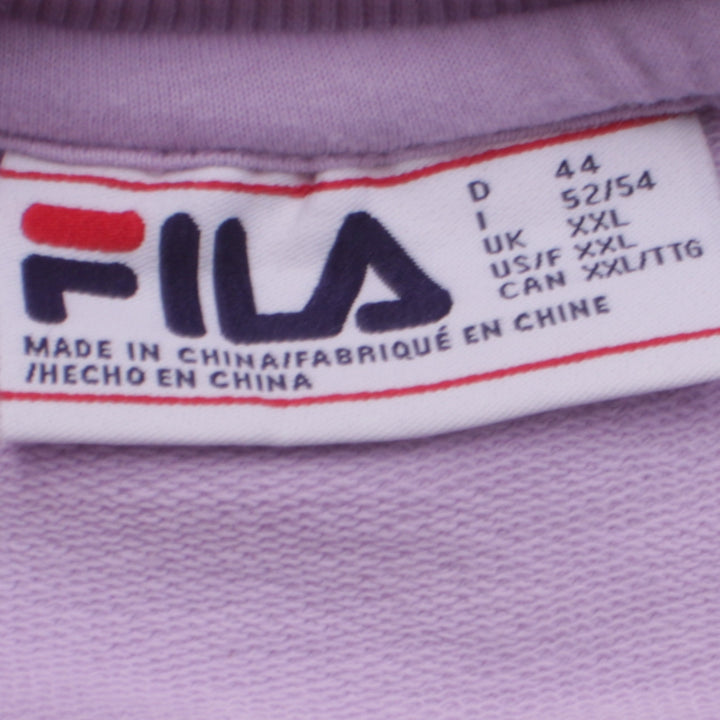 FILA
D 44
I 52/54
UK XXL
US/F XXL
CAN XXL/TTG
MADE IN CHINA/FABRIQUÉ EN CHINE
/HECHO EN CHINA